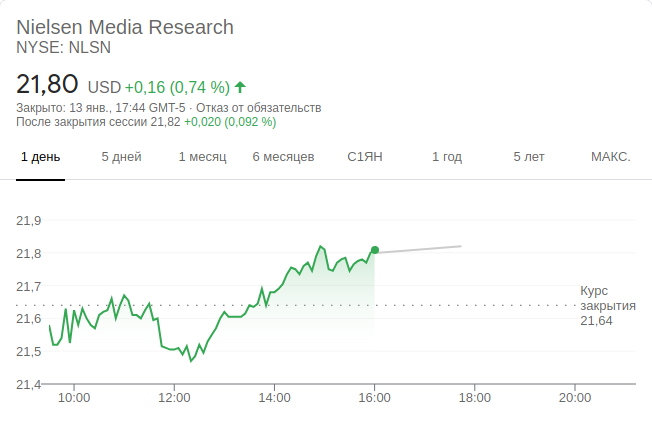 Nielsen Media Research
NYSE: NLSN
21,80 USD +0,16 (0,74 %)
Закрыто: 13 янв., 17:44 GMT-5 · Отказ от обязательств
После закрытия сессии 21,82 +0,020 (0,092 %)
1 день 5 дней 1 месяц 6 месяцев С1ЯН 1 год 5 лет МАКС.
21,9
21,8
21,7
21,6
21,5
21,4
Курс
закрытия
21,64
10:00 12:00 14:00 16:00 18:00 20:00